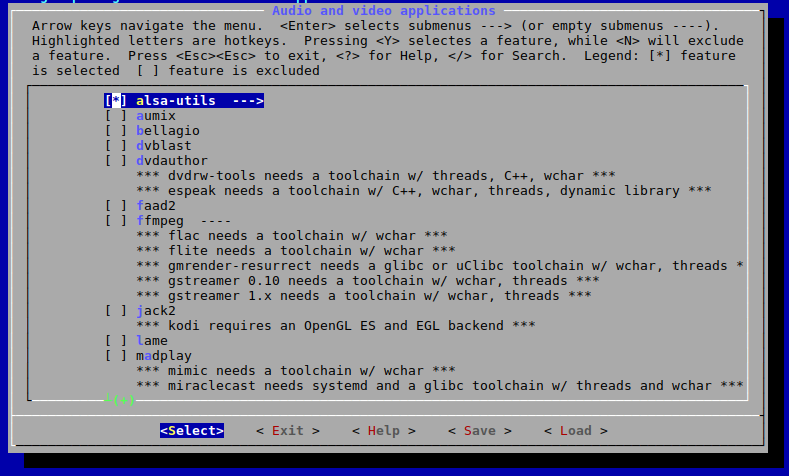 Audio and video applications
Arrow keys navigate the menu.  <Enter> selects submenus ---> (or empty submenus ----).
Highlighted letters are hotkeys.  Pressing <Y> selectes a feature, while <N> will exclude
a feature.  Press <Esc><Esc> to exit, <?> for Help, </> for Search.  Legend: [*] feature
is selected  [ ] feature is excluded
[*] alsa-utils  --->
[ ] aumix
[ ] bellagio
[ ] dvblast
[ ] dvdauthor
*** dvdrw-tools needs a toolchain w/ threads, C++, wchar ***
*** espeak needs a toolchain w/ C++, wchar, threads, dynamic library ***
[ ] faad2
[ ] ffmpeg  ----
*** flac needs a toolchain w/ wchar ***
*** flite needs a toolchain w/ wchar ***
*** gmrender-resurrect needs a glibc or uClibc toolchain w/ wchar, threads *
*** gstreamer 0.10 needs a toolchain w/ wchar, threads ***
*** gstreamer 1.x needs a toolchain w/ wchar, threads ***
[ ] jack2
*** kodi requires an OpenGL ES and EGL backend ***
[ ] lame
[ ] madplay
*** mimic needs a toolchain w/ wchar ***
*** miraclecast needs systemd and a glibc toolchain w/ threads and wchar ***
┴(+)
<Select>    < Exit >    < Help >    < Save >    < Load >